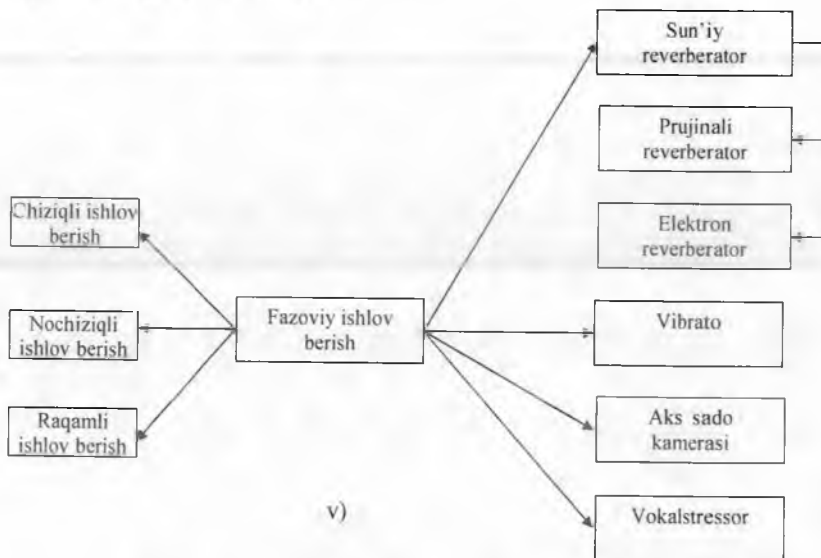 Sun'iy
reverberator
Prujinali
reverberator
Elektron
reverberator
Chiziqli ishlov
berish
Nochiziqli
ishlov berish
Raqamli
ishlov berish
Fazoviy ishlov
berish
Vibrato
Aks sado
kamerasi
Vokalstressor
v)